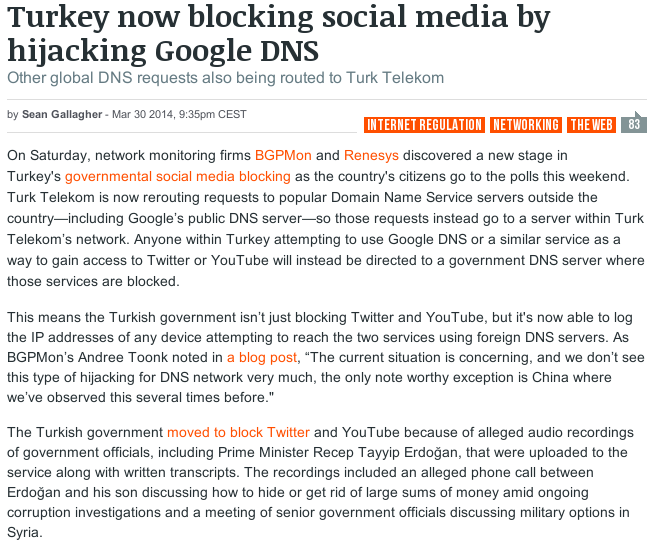 Turkey now blocking social media by
hijacking Google DNS
Other global DNS requests also being routed to Turk Telekom
by Sean Gallagher - Mar 30 2014, 9:35pm CEST
INTERNET REGULATION NETWORKING THE WEB 83
On Saturday, network monitoring firms BGPMon and Renesys discovered a new stage in
Turkey's governmental social media blocking as the country's citizens go to the polls this weekend.
Turk Telekom is now rerouting requests to popular Domain Name Service servers outside the
country—including Google's public DNS server—so those requests instead go to a server within Turk
Telekom's network. Anyone within Turkey attempting to use Google DNS or a similar service as a
way to gain access to Twitter or YouTube will instead be directed to a government DNS server where
those services are blocked.
This means the Turkish government isn't just blocking Twitter and YouTube, but it's now able to log
the IP addresses of any device attempting to reach the two services using foreign DNS servers. As
BGPMon's Andree Toonk noted in a blog post, “The current situation is concerning, and we don't see
this type of hijacking for DNS network very much, the only note worthy exception is China where
we've observed this several times before."
The Turkish government moved to block Twitter and YouTube because of alleged audio recordings
of government officials, including Prime Minister Recep Tayyip Erdoğan, that were uploaded to the
service along with written transcripts. The recordings included an alleged phone call between
Erdoğan and his son discussing how to hide or get rid of large sums of money amid ongoing
corruption investigations and a meeting of senior government officials discussing military options in
Syria.